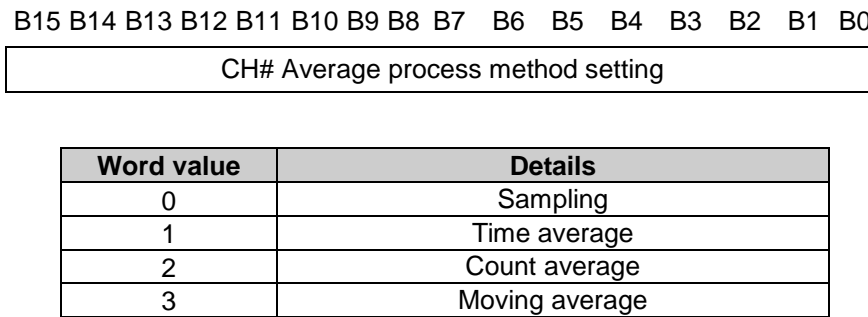 B15 B14 B13 B12 B11 B10 B9 B8 B7 B6 B5 B4 B3 B2 B1 B0
CH# Average process method setting
Word value Details
0 Sampling
1 Time average
2 Count average
3 Moving average